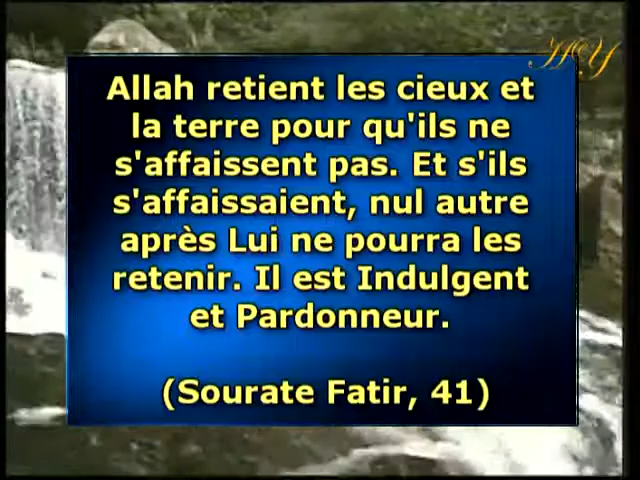 HY
Allah retient les cieux et
la terre pour qu'ils ne
s'affaissent pas. Et s'ils
s'affaissaient, nul autre
après Lui ne pourra les
retenir. Il est Indulgent
et Pardonneur.
(Sourate Fatir, 41)